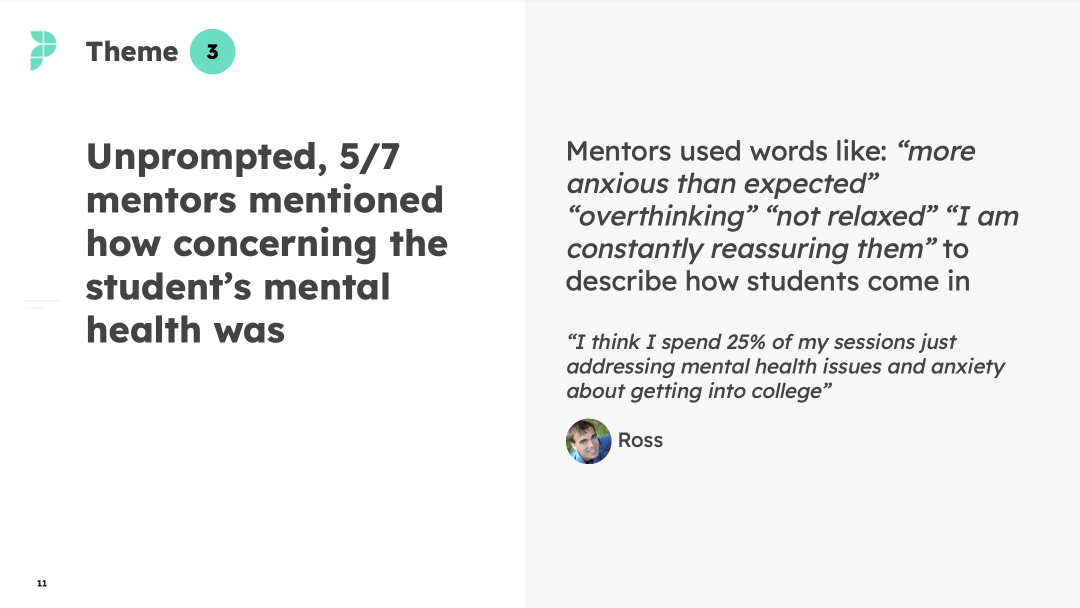 Theme 3
Unprompted, 5/7
mentors mentioned
how concerning the
student’s mental
health was
Mentors used words like: “more
anxious than expected”
“overthinking” “not relaxed” “I am
constantly reassuring them” to
describe how students come in
“I think I spend 25% of my sessions just
addressing mental health issues and anxiety
about getting into college”
Ross
11